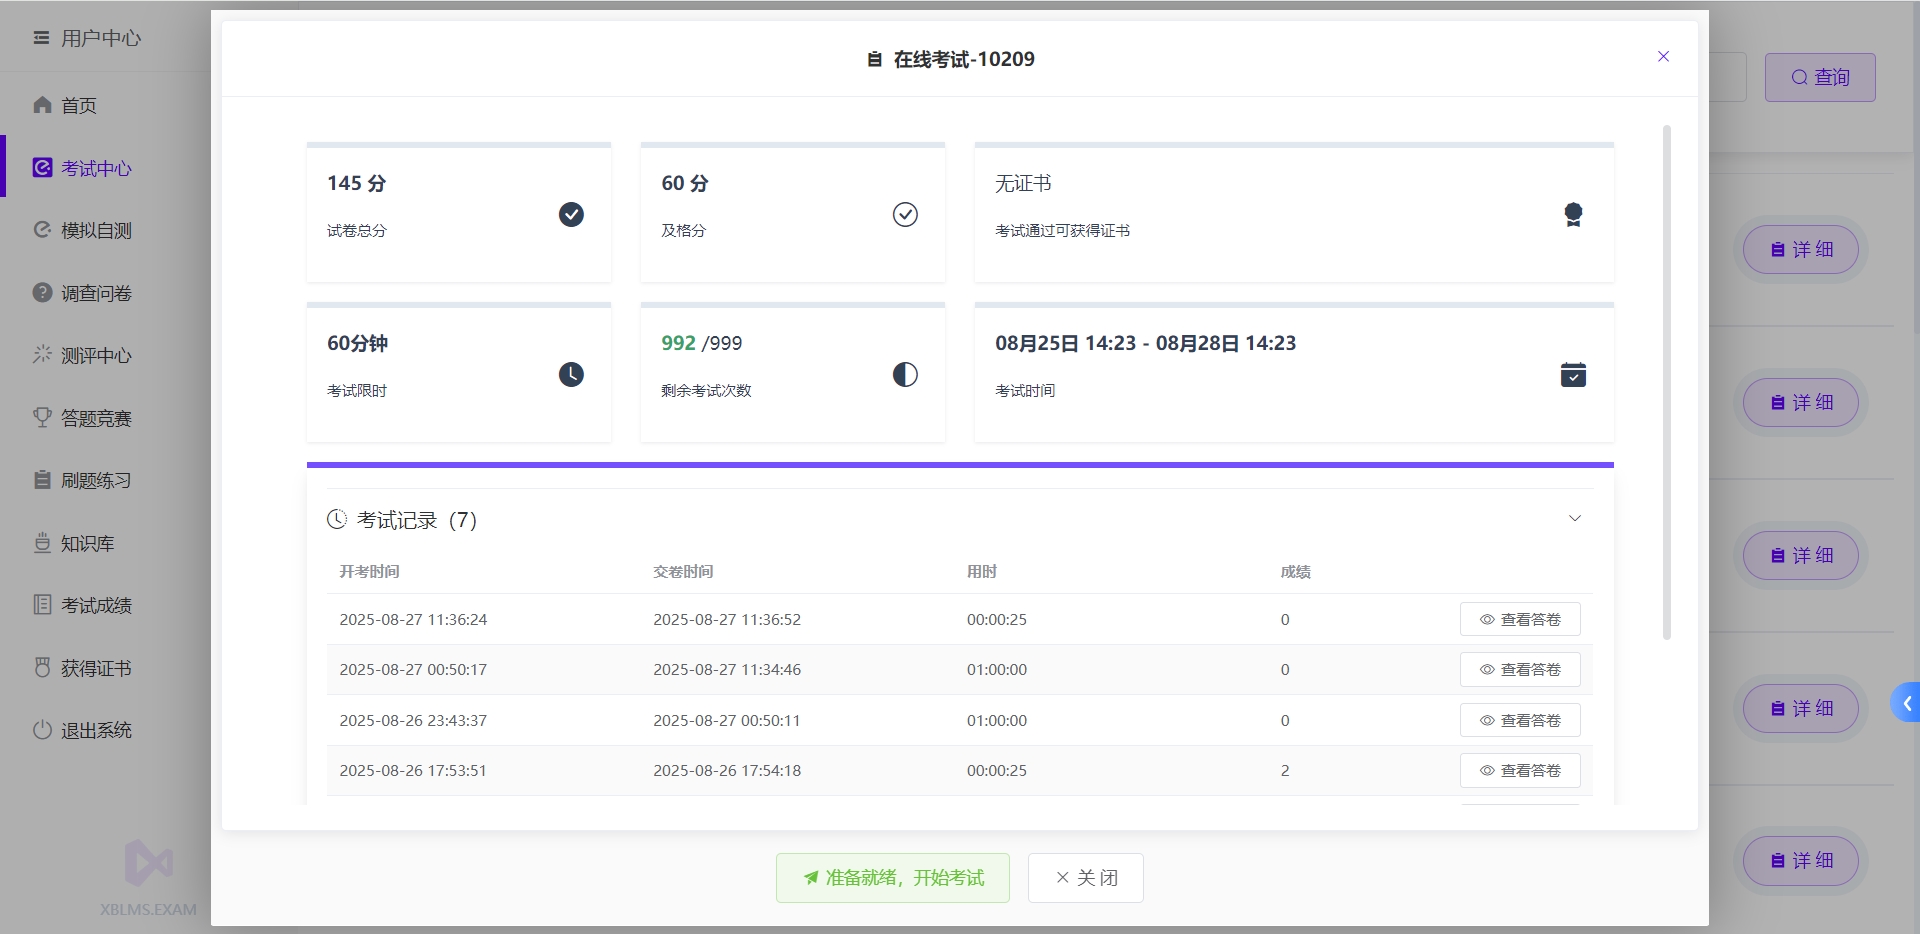 用户中心
首页
考试中心
模拟自测
调查问卷
测评中心
答题竞赛
刷题练习
知识库
考试成绩
获得证书
退出系统
XBLMS.EXAM
在线考试-10209
145 分
试卷总分
60 分
及格分
无证书
考试通过可获得证书
60分钟
考试限时
992 /999
剩余考试次数
08月25日 14:23 - 08月28日 14:23
考试时间
考试记录 (7)
开考时间 交卷时间 用时 成绩
2025-08-27 11:36:24 2025-08-27 11:36:52 00:00:25 0 查看答卷
2025-08-27 00:50:17 2025-08-27 11:34:46 01:00:00 0 查看答卷
2025-08-26 23:43:37 2025-08-27 00:50:11 01:00:00 0 查看答卷
2025-08-26 17:53:51 2025-08-26 17:54:18 00:00:25 2 查看答卷
准备就绪，开始考试
关 闭
查询
详 细
详 细
详 细
详 细
详 细